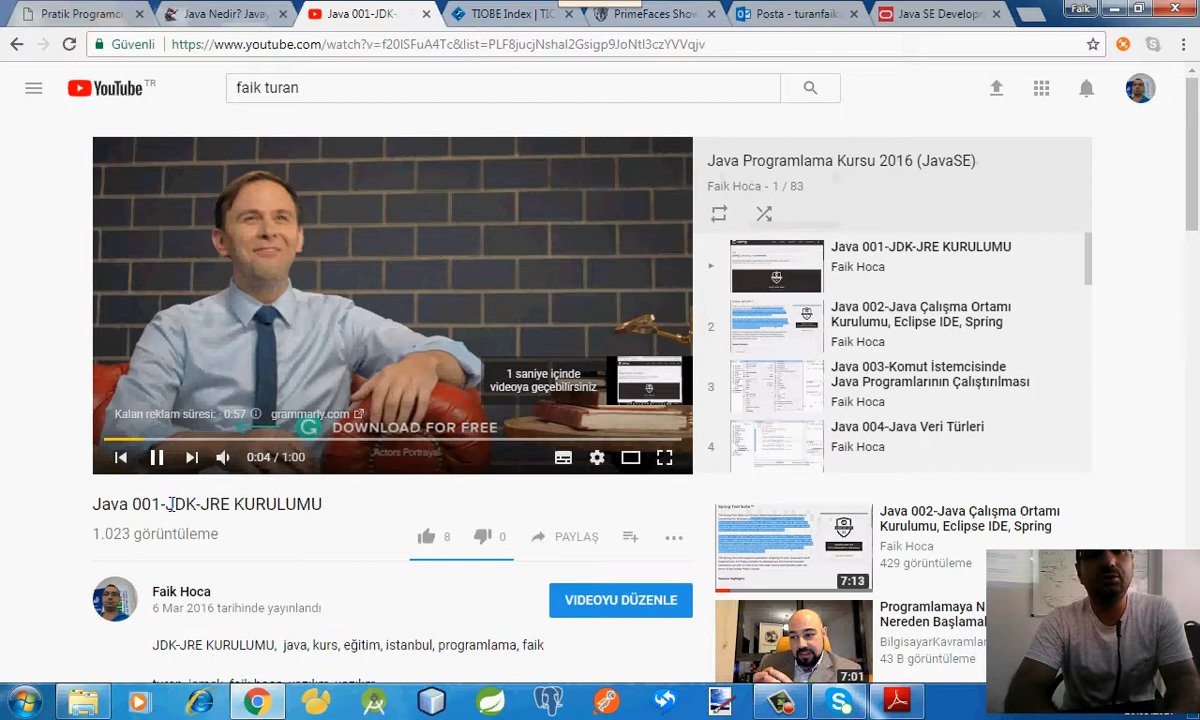 Pratik Programcı
Java Nedir? Java
Java 001-JDK-
TIOBE Index | TIO
PrimeFaces Show
Posta - turanfaik
Java SE Develop
Faik
Güvenli
https://www.youtube.com/watch?v=f20ISFuA4Tc&list=PLF8jucjNshal2Gsigp9JoNtI3czYVVqjv
YouTube TR
faik turan
Java Programlama Kursu 2016 (JavaSE)
Faik Hoca - 1 / 83
Java 001-JDK-JRE KURULUMU
Faik Hoca
2
Java 002-Java Çalışma Ortamı
Kurulumu, Eclipse IDE, Spring
Faik Hoca
3
Java 003-Komut İstemcisinde
Java Programlarının Çalıştırılması
Faik Hoca
4
Java 004-Java Veri Türleri
Faik Hoca
1 saniye içinde
videoya geçebilirsiniz
Kalan reklam süresi: 0:57
grammarly.com
G DOWNLOAD FOR FREE
Actors Portrayal
0:04 / 1:00
Java 001-JDK-JRE KURULUMU
1.023 görüntüleme
8
0
PAYLAŞ
Faik Hoca
6 Mar 2016 tarihinde yayınlandı
VIDEOYU DÜZENLE
JDK-JRE KURULUMU, java, kurs, eğitim, istanbul, programlama, faik
7:13
Java 002-Java Çalışma Ortamı
Kurulumu, Eclipse IDE, Spring
Faik Hoca
429 görüntüleme
7:01
Programlamaya N
Nereden Başlamal
BilgisayarKavramlar
43 B görüntüleme